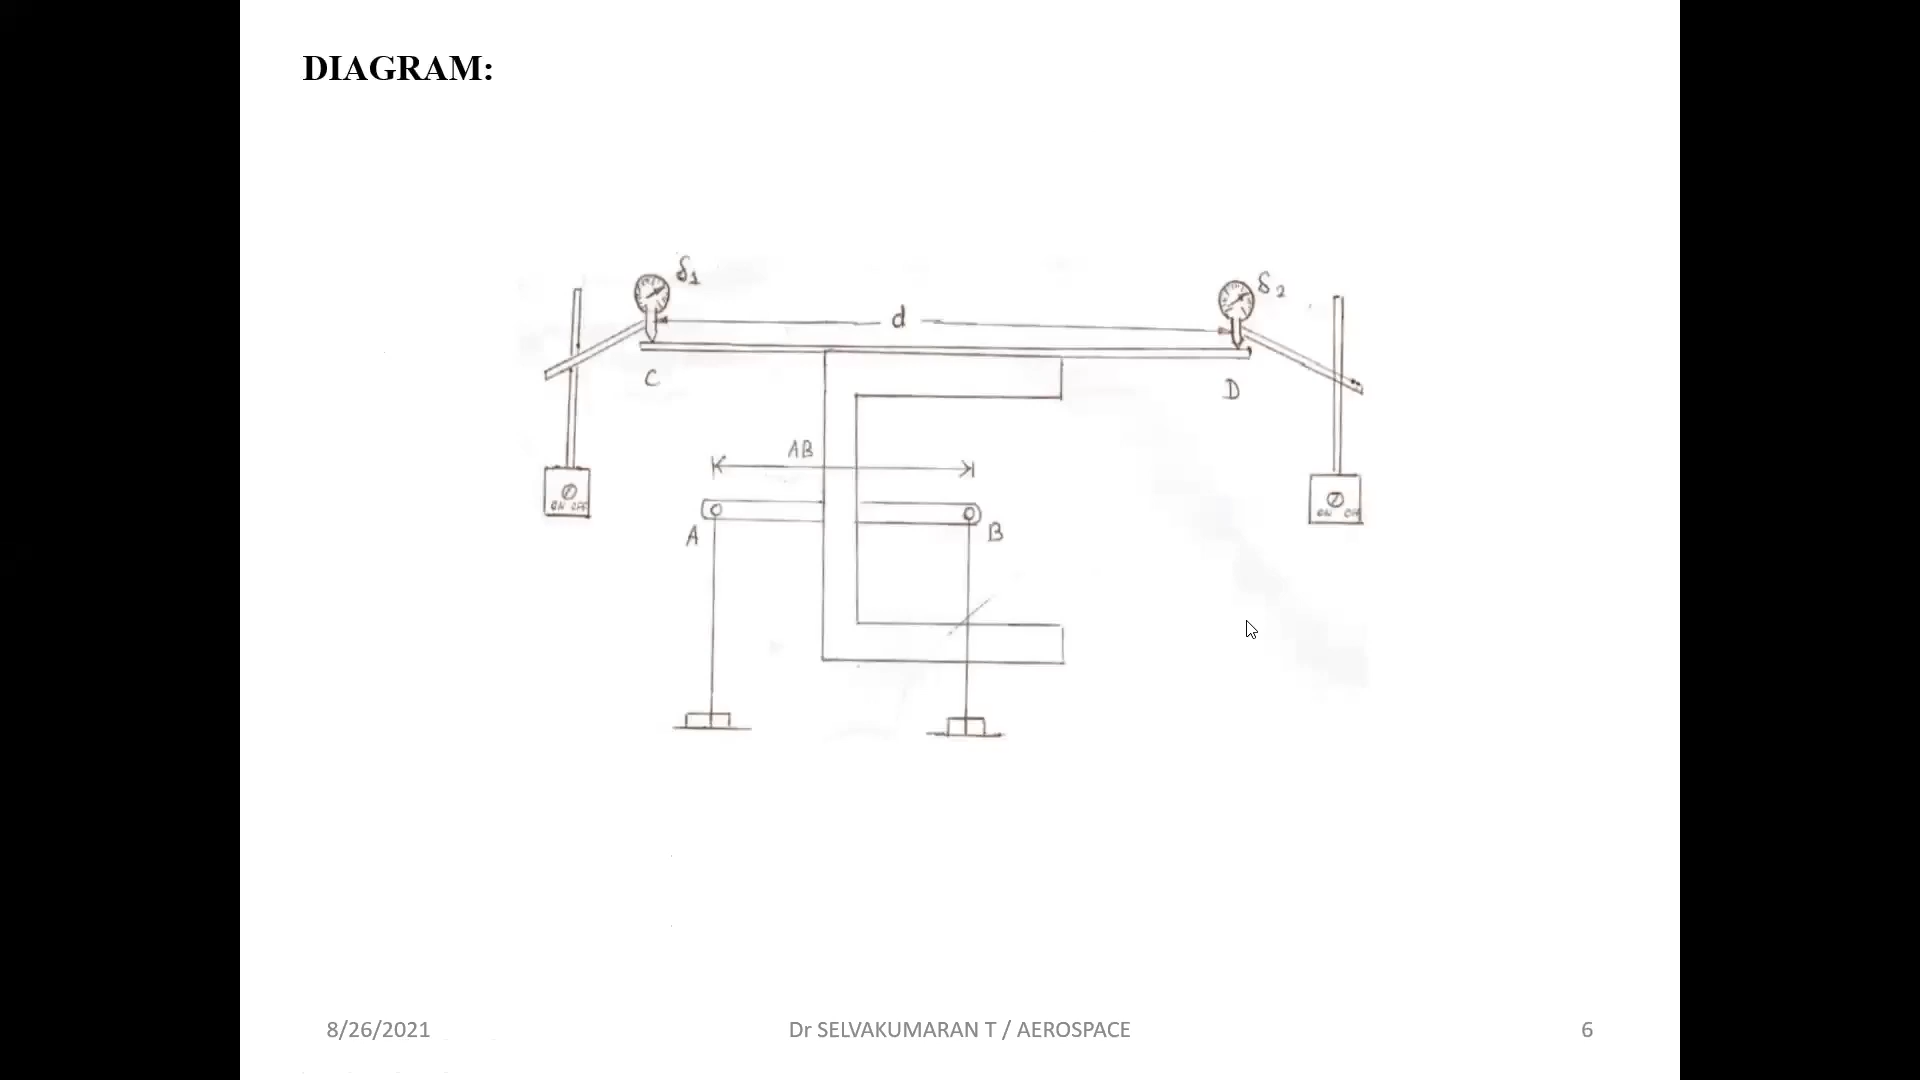 DIAGRAM:
δ1
δ2
d
C
D
AB
ON OFF
ON OFF
A
B
8/26/2021
Dr SELVAKUMARAN T / AEROSPACE
6